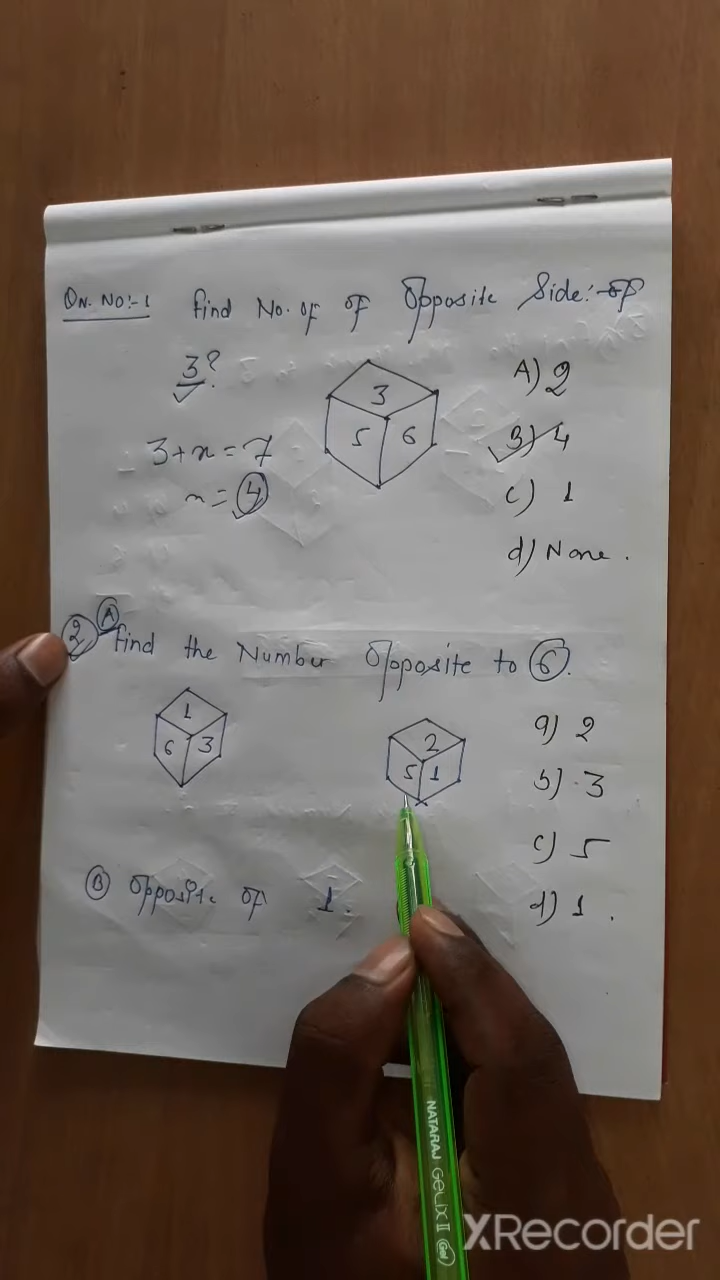 Qn. No:- 1 Find No. of of Opposite Side:- of
3?
3
5 6
A) 2
3+n=7
B) 4
n=4
c) 1
d) None.
2 A Find the Number Opposite to 6.
1
6 3
2
5 1
a) 2
b) 3
c) 5
B Opposite of 1.
d) 1.
NATARAJ GELIX II Gel
XRecorder